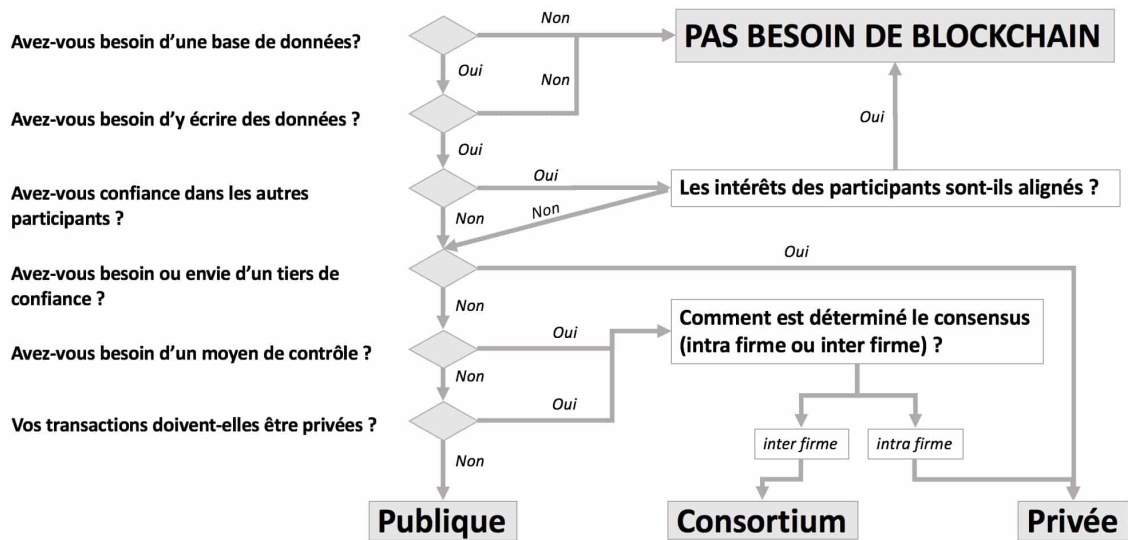 Avez-vous besoin d'une base de données?
Non
PAS BESOIN DE BLOCKCHAIN
Oui
Non
Avez-vous besoin d'y écrire des données ?
Oui
Oui
Avez-vous confiance dans les autres
participants ?
Oui
Les intérêts des participants sont-ils alignés ?
Non
Non
Avez-vous besoin ou envie d'un tiers de
confiance ?
Oui
Non
Comment est déterminé le consensus
(intra firme ou inter firme) ?
Avez-vous besoin d'un moyen de contrôle ?
Oui
Non
Vos transactions doivent-elles être privées ?
Oui
inter firme
intra firme
Non
Publique
Consortium
Privée